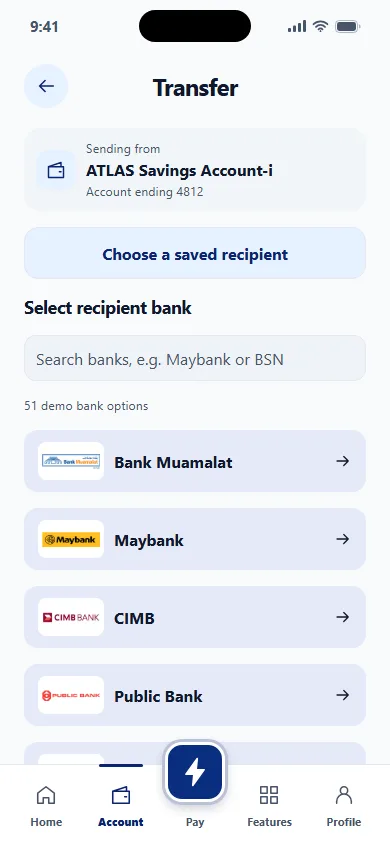 9:41
Transfer
Sending from
ATLAS Savings Account-i
Account ending 4812
Choose a saved recipient
Select recipient bank
Search banks, e.g. Maybank or BSN
51 demo bank options
Bank Muamalat
Bank Muamalat
Maybank
Maybank
CIMB BANK
CIMB
PUBLIC BANK
Public Bank
Home
Account
Pay
Features
Profile